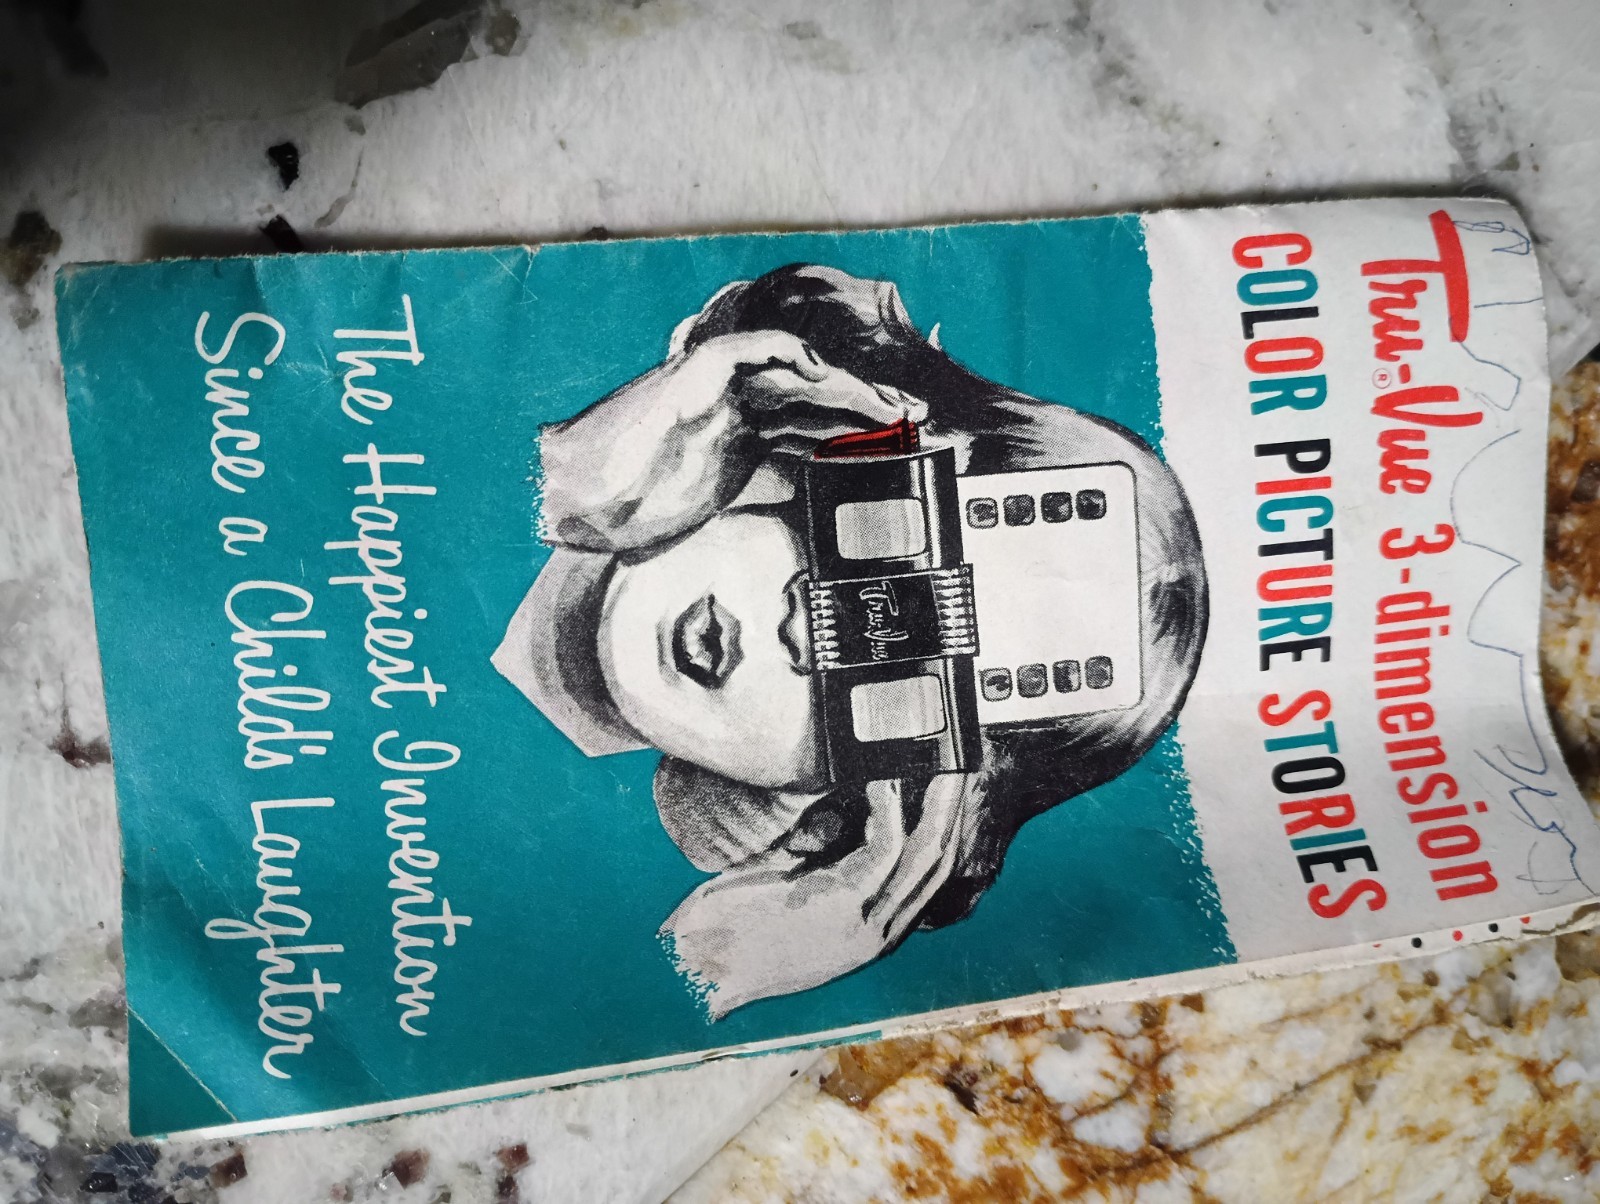 Tru-Vue® 3-dimension
COLOR PICTURE STORIES
Tru-Vue
The Happiest Invention
Since a Child's Laughter